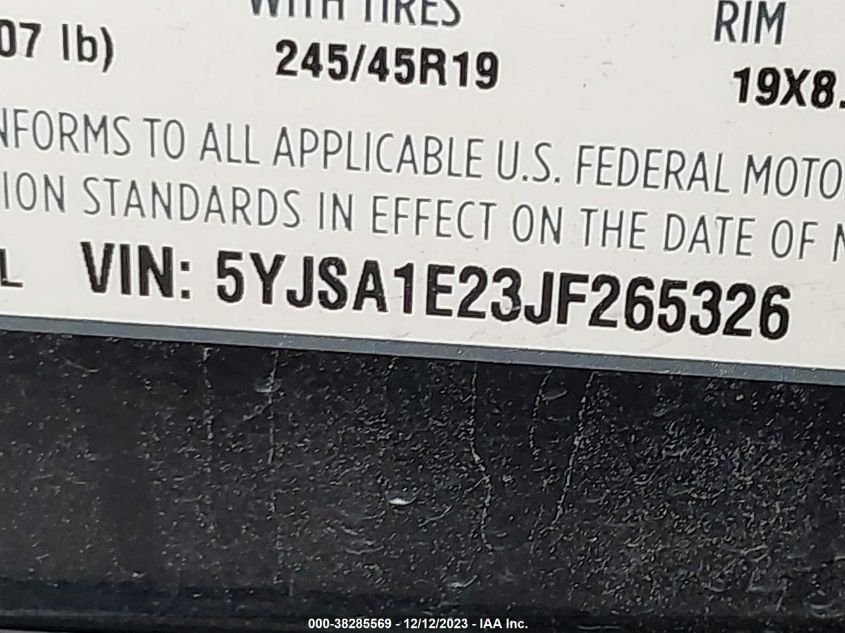 WITH TIRES RIM
07 lb) 245/45R19 19X8.
NFORMS TO ALL APPLICABLE U.S. FEDERAL MOTO
ION STANDARDS IN EFFECT ON THE DATE OF M
L VIN: 5YJSA1E23JF265326
000-38285569 - 12/12/2023 - IAA Inc.